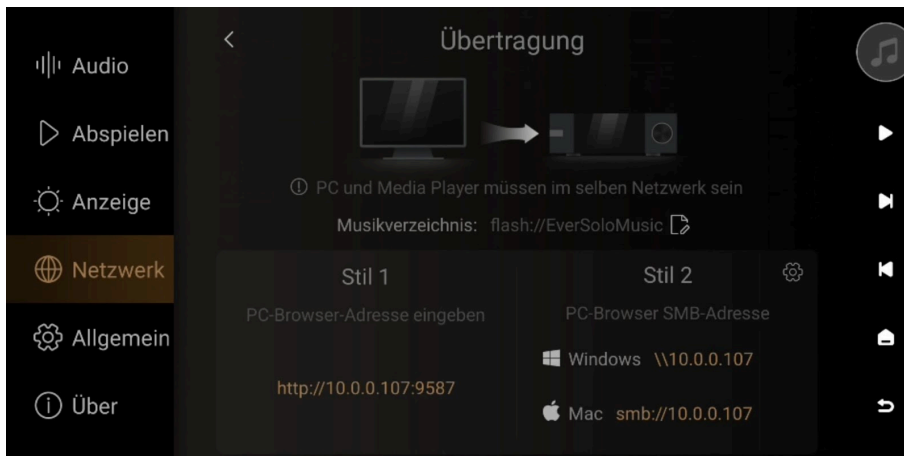 Audio
Abspielen
Anzeige
Netzwerk
Allgemein
Über
Übertragung
PC und Media Player müssen im selben Netzwerk sein
Musikverzeichnis: flash://EverSoloMusic
Stil 1
PC-Browser-Adresse eingeben
http://10.0.0.107:9587
Stil 2
PC-Browser SMB-Adresse
Windows \\10.0.0.107
Mac smb://10.0.0.107